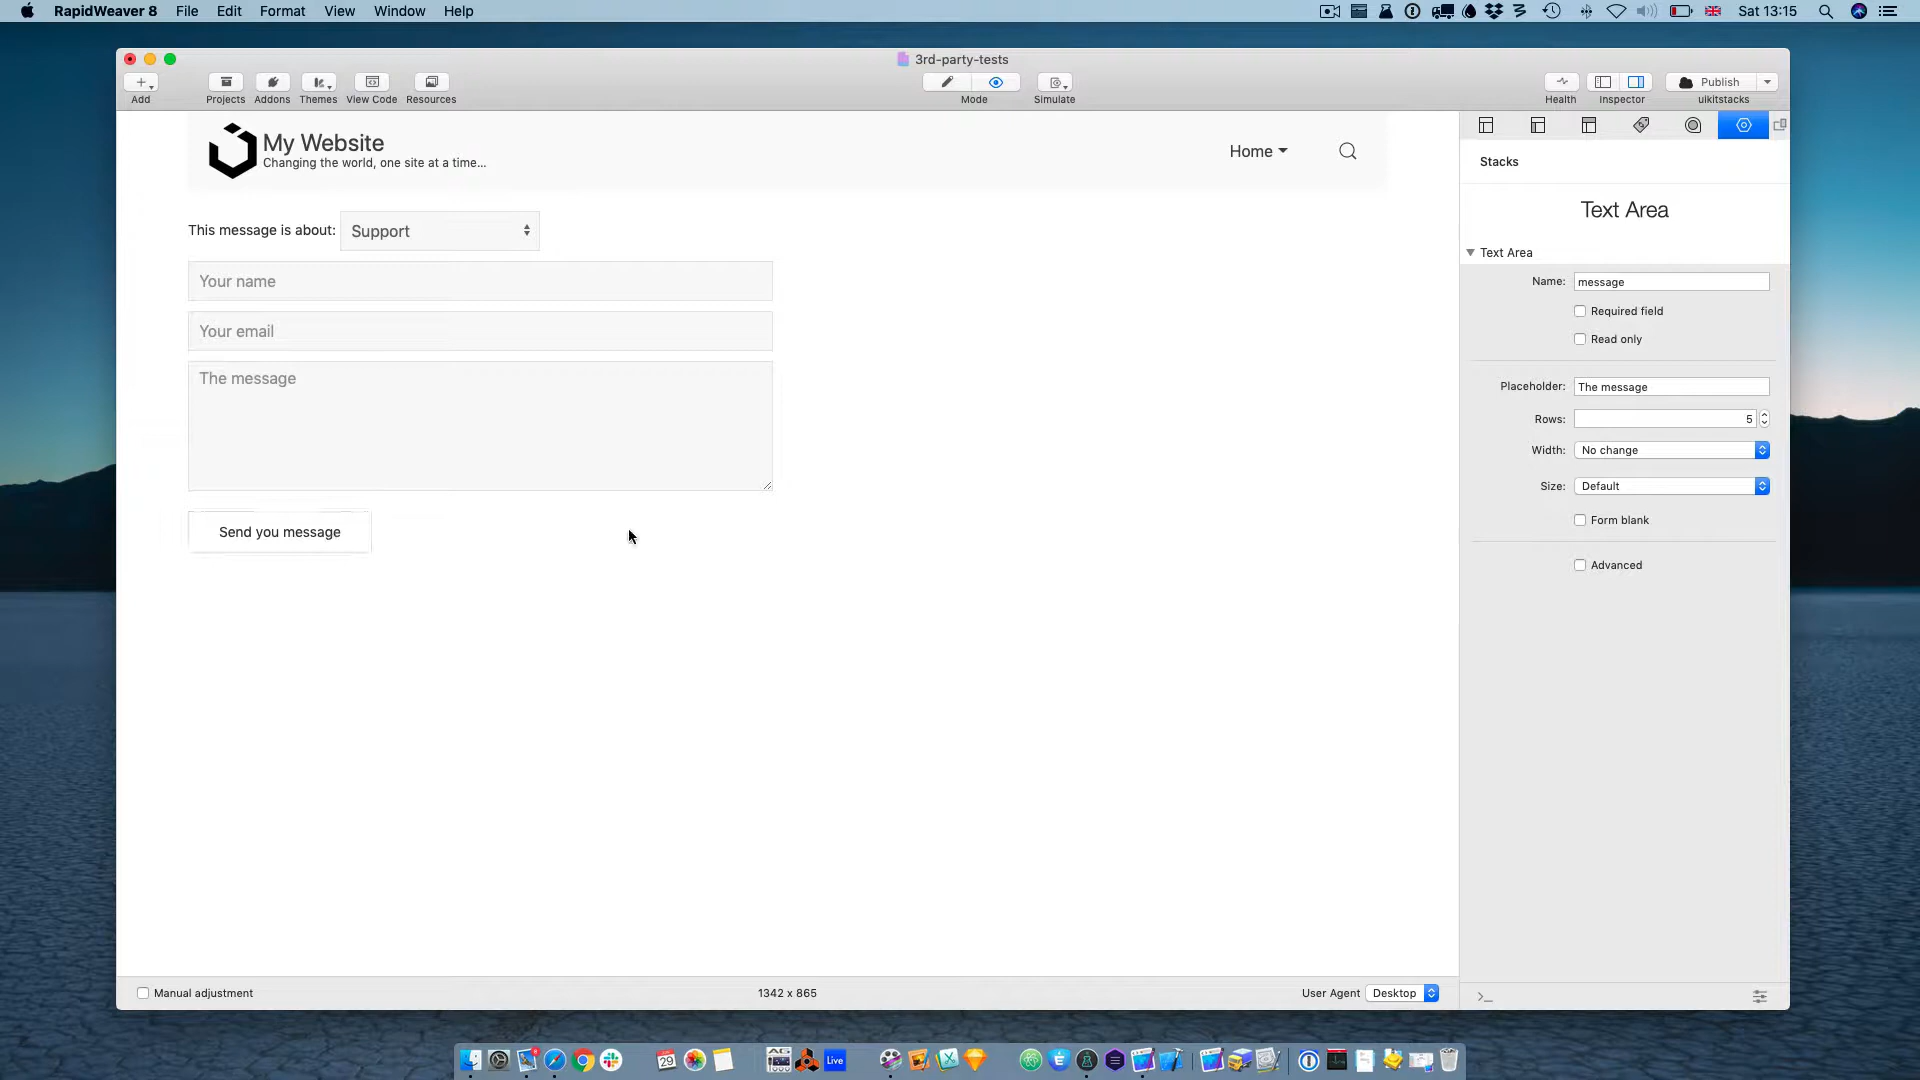 RapidWeaver 8 File Edit Format View Window Help Sat 13:15
3rd-party-tests
Add Projects Addons Themes View Code Resources Mode Simulate Health Inspector Publish
uikitstacks
My Website
Changing the world, one site at a time...
Home
Stacks
Text Area
This message is about: Support
Text Area
Your name
Name: message
Required field
Your email
Read only
The message
Placeholder: The message
Rows: 5
Width: No change
Size: Default
Form blank
Send you message
Advanced
Manual adjustment
1342 x 865
User Agent Desktop
29
Live